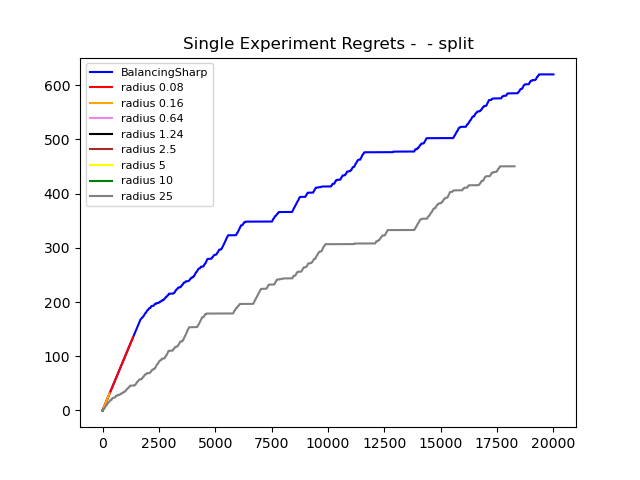 Single Experiment Regrets -  - split
BalancingSharp
radius 0.08
radius 0.16
radius 0.64
radius 1.24
radius 2.5
radius 5
radius 10
radius 25
600
500
400
300
200
100
0
0 2500 5000 7500 10000 12500 15000 17500 20000